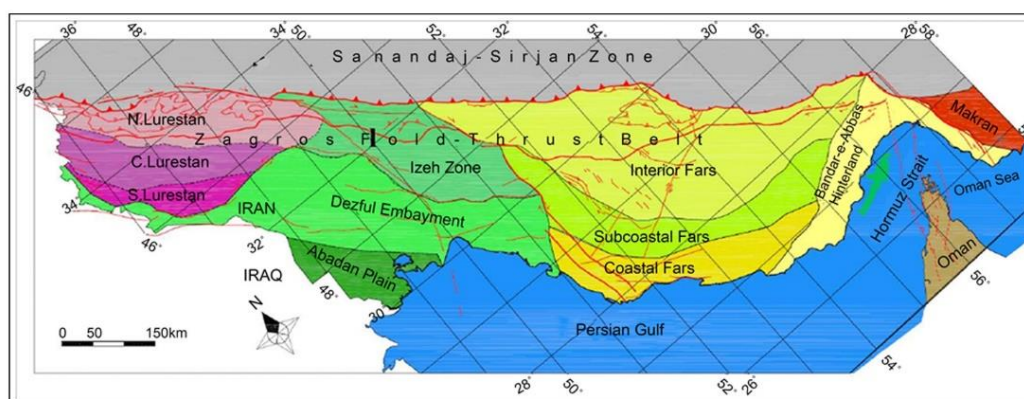 36°
48°
34°
50°
52°
32°
54°
30°
56°
28°
58°
Sanandaj-Sirjan Zone
46°
N.Lurestan
Makran
Zagros Fold-Thrust Belt
C.Lurestan
Izeh Zone
Interior Fars
Bandar-e-Abbas
Hinterland
Oman Sea
S.Lurestan
34°
IRAN
Dezful Embayment
Hormuz Strait
46°
32°
Subcoastal Fars
Oman
IRAQ
Abadan Plain
Coastal Fars
56°
48°
N
30°
0 50 150km
Persian Gulf
54°
28°
50°
52°
26°